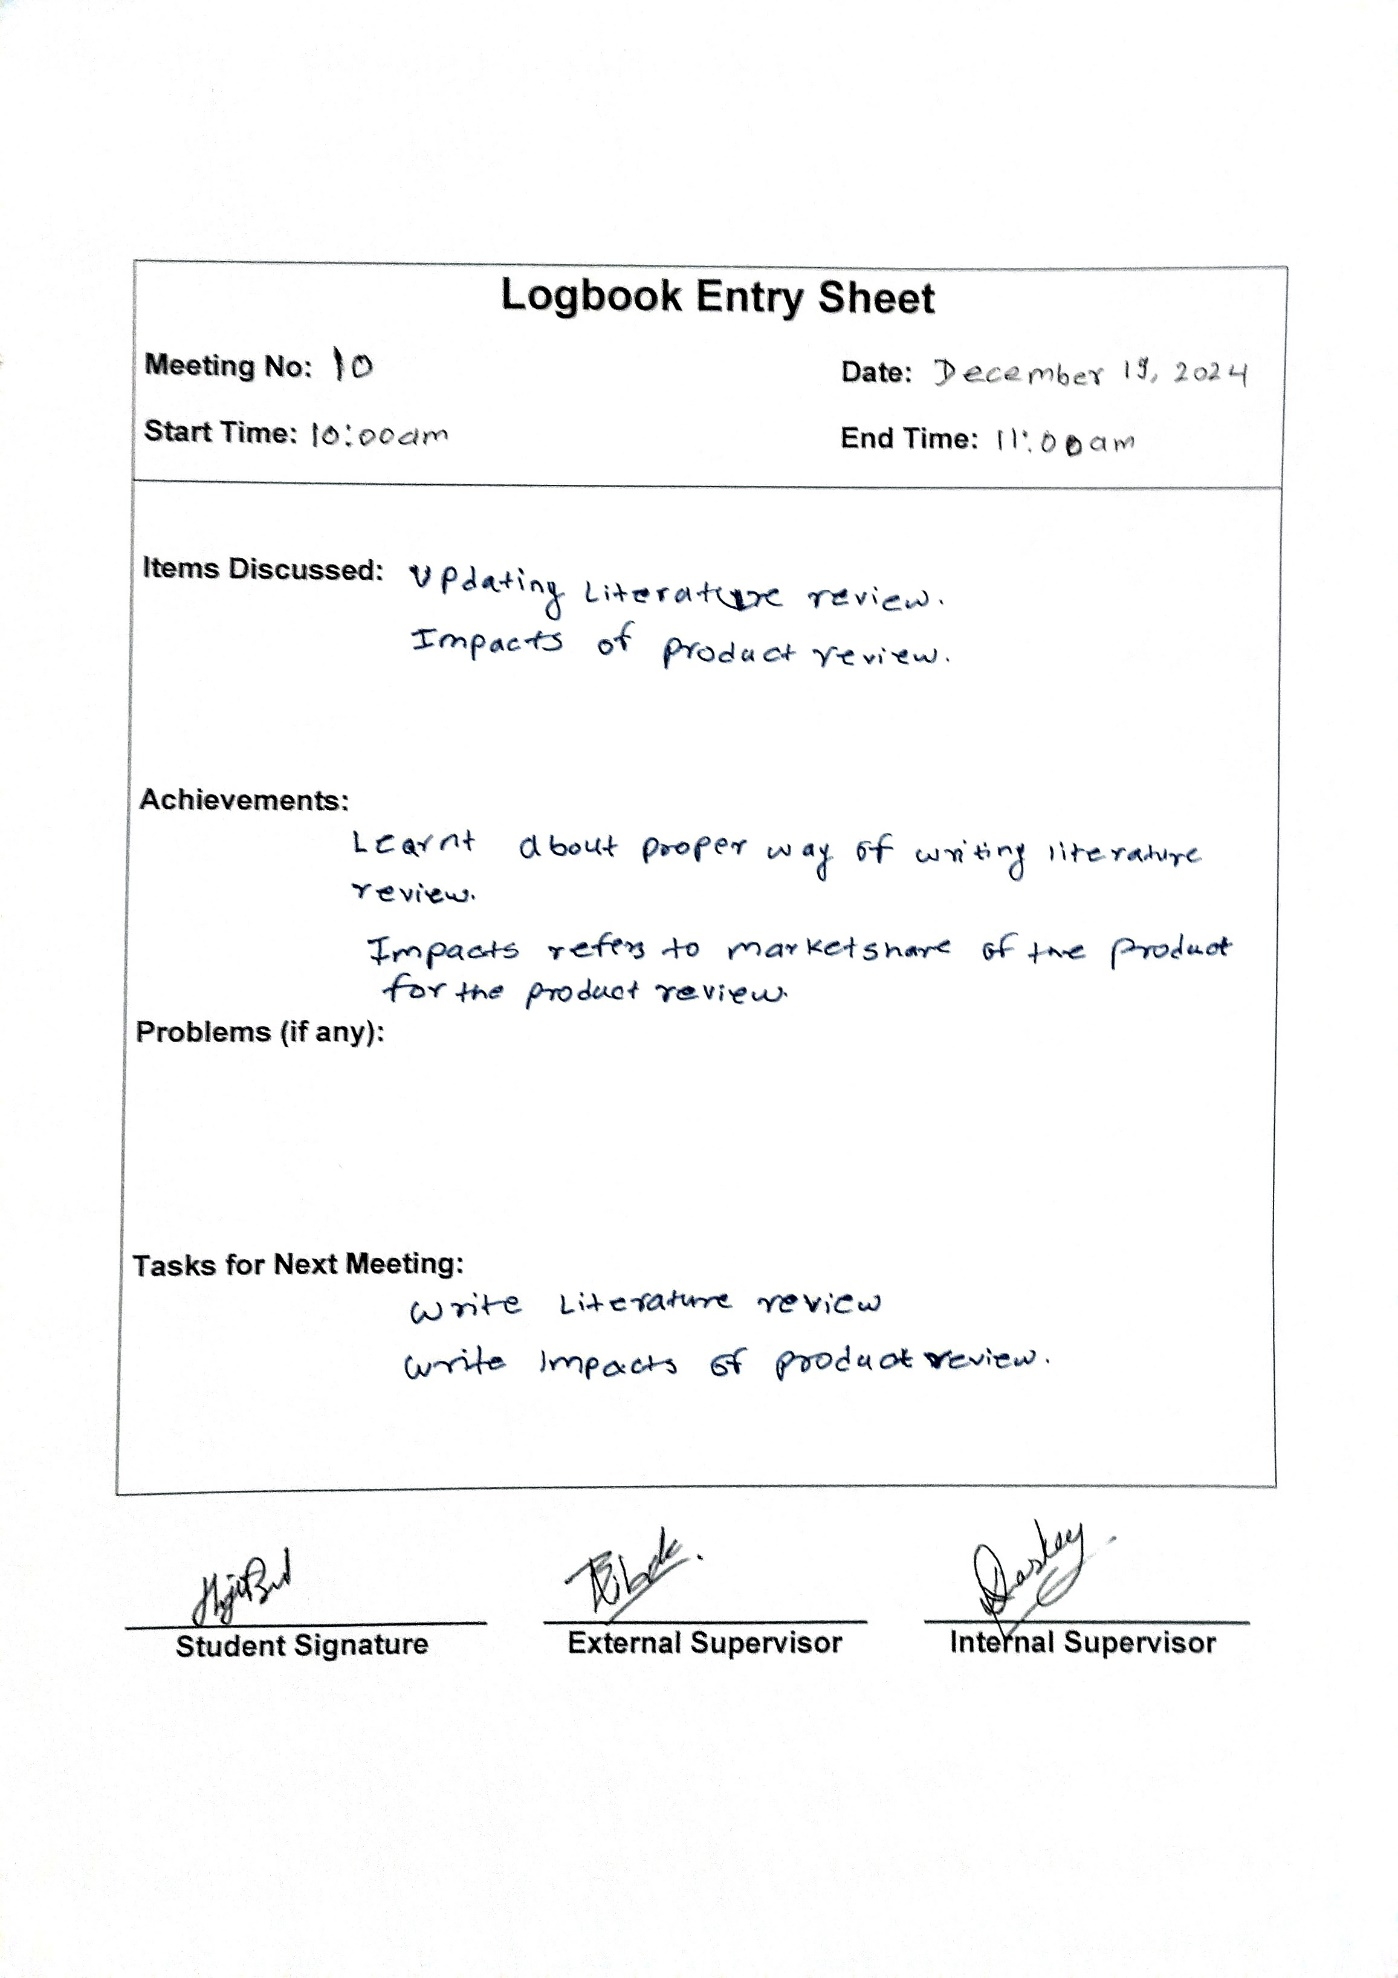 Logbook Entry Sheet
Meeting No: 10
Date: December 19, 2024
Start Time: 10:00am
End Time: 11:00am
Items Discussed: Updating Literature review.
Impacts of product review.
Achievements:
Learnt about proper way of writing literature
review.
Impacts refers to marketshare of the product
for the product review.
Problems (if any):
Tasks for Next Meeting:
Write Literature review
Write Impacts of product review.
Student Signature
External Supervisor
Internal Supervisor